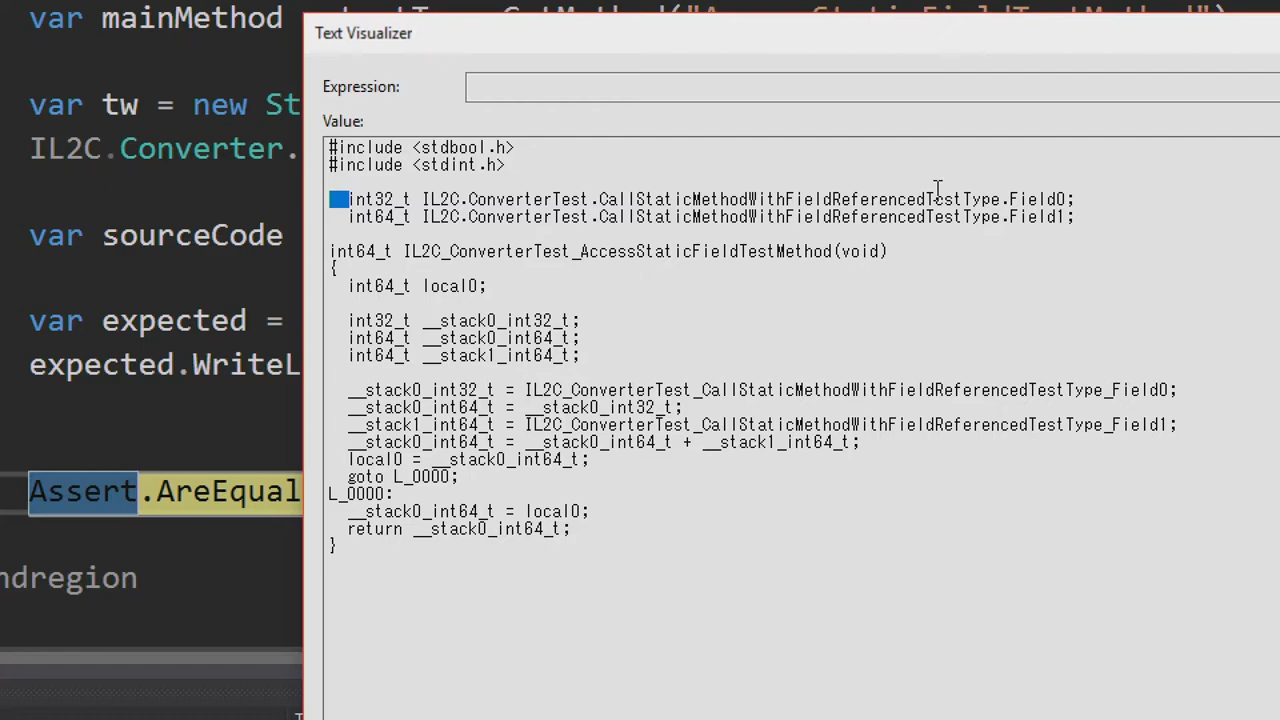 var mainMethod
Text Visualizer
Expression:
var tw = new St
Value:
IL2C.Converter.
#include <stdbool.h>
#include <stdint.h>
int32_t IL2C.ConverterTest.CallStaticMethodWithFieldReferencedTestType.Field0;
int64_t IL2C.ConverterTest.CallStaticMethodWithFieldReferencedTestType.Field1;
var sourceCode
int64_t IL2C_ConverterTest_AccessStaticFieldTestMethod(void)
{
int64_t local0;
var expected =
int32_t __stack0_int32_t;
int64_t __stack0_int64_t;
int64_t __stack1_int64_t;
expected.WriteL
__stack0_int32_t = IL2C_ConverterTest_CallStaticMethodWithFieldReferencedTestType_Field0;
__stack0_int64_t = __stack0_int32_t;
__stack1_int64_t = IL2C_ConverterTest_CallStaticMethodWithFieldReferencedTestType_Field1;
__stack0_int64_t = __stack0_int64_t + __stack1_int64_t;
local0 = __stack0_int64_t;
goto L_0000;
L_0000:
Assert.AreEqual
__stack0_int64_t = local0;
return __stack0_int64_t;
}
ndregion